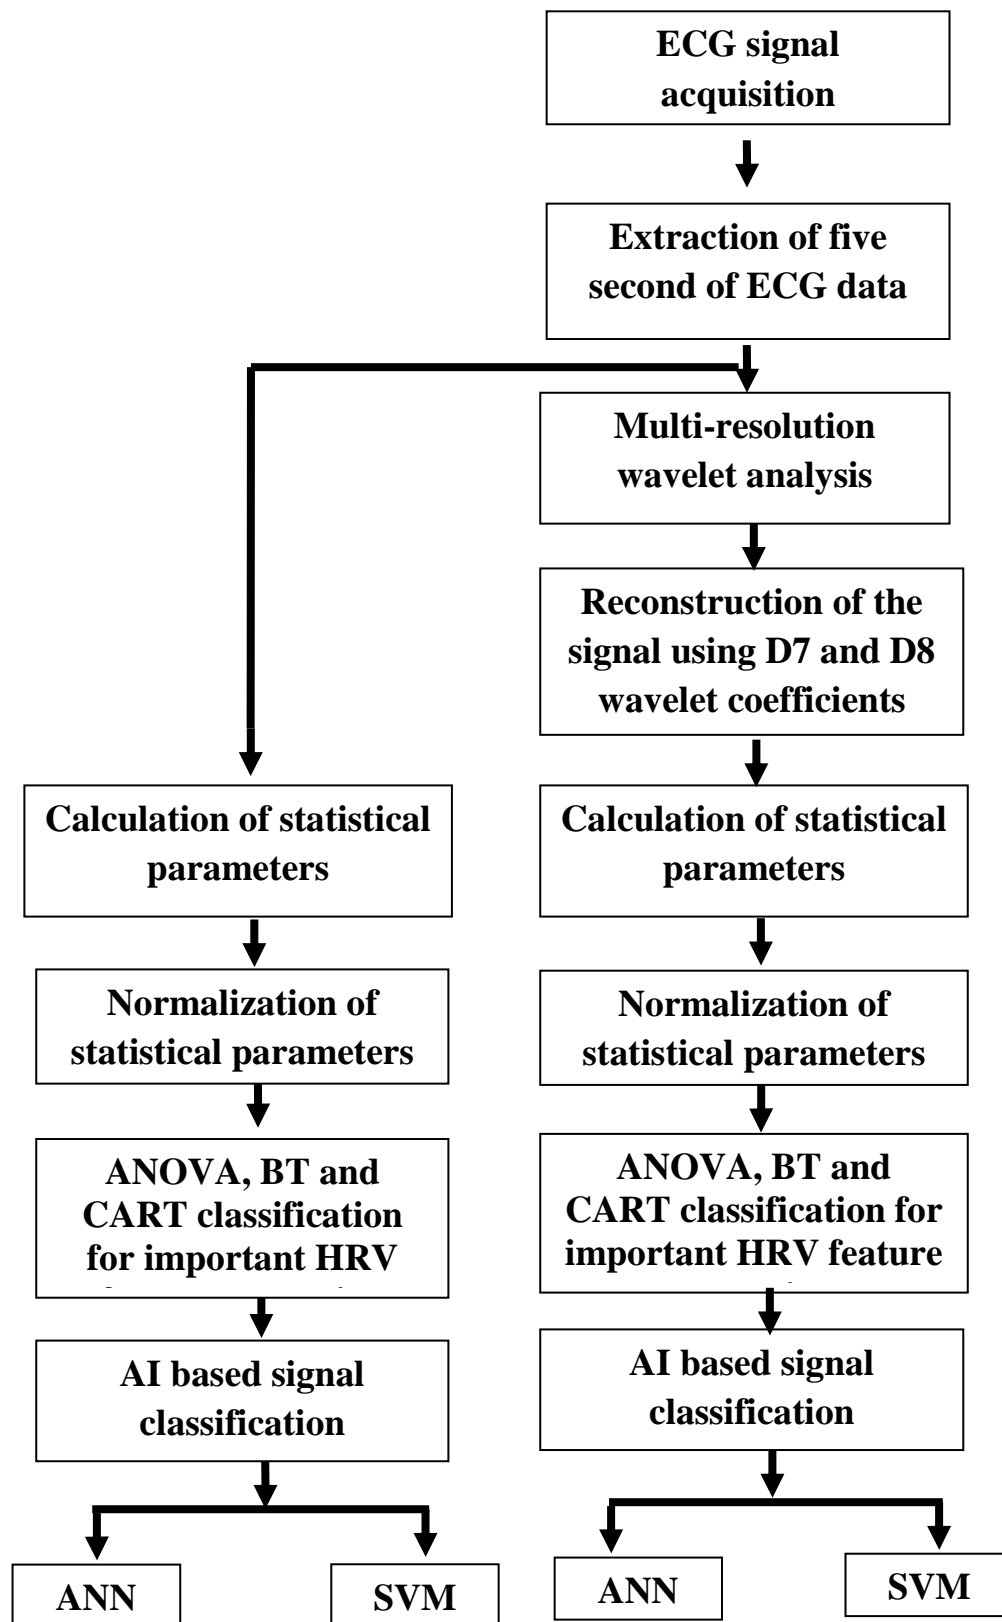 ECG signal
acquisition
Extraction of five
second of ECG data
Multi-resolution
wavelet analysis
Reconstruction of the
signal using D7 and D8
wavelet coefficients
Calculation of statistical
parameters
Calculation of statistical
parameters
Normalization of
statistical parameters
Normalization of
statistical parameters
ANOVA, BT and
CART classification
for important HRV
ANOVA, BT and
CART classification for
important HRV feature
AI based signal
classification
AI based signal
classification
ANN
SVM
ANN
SVM